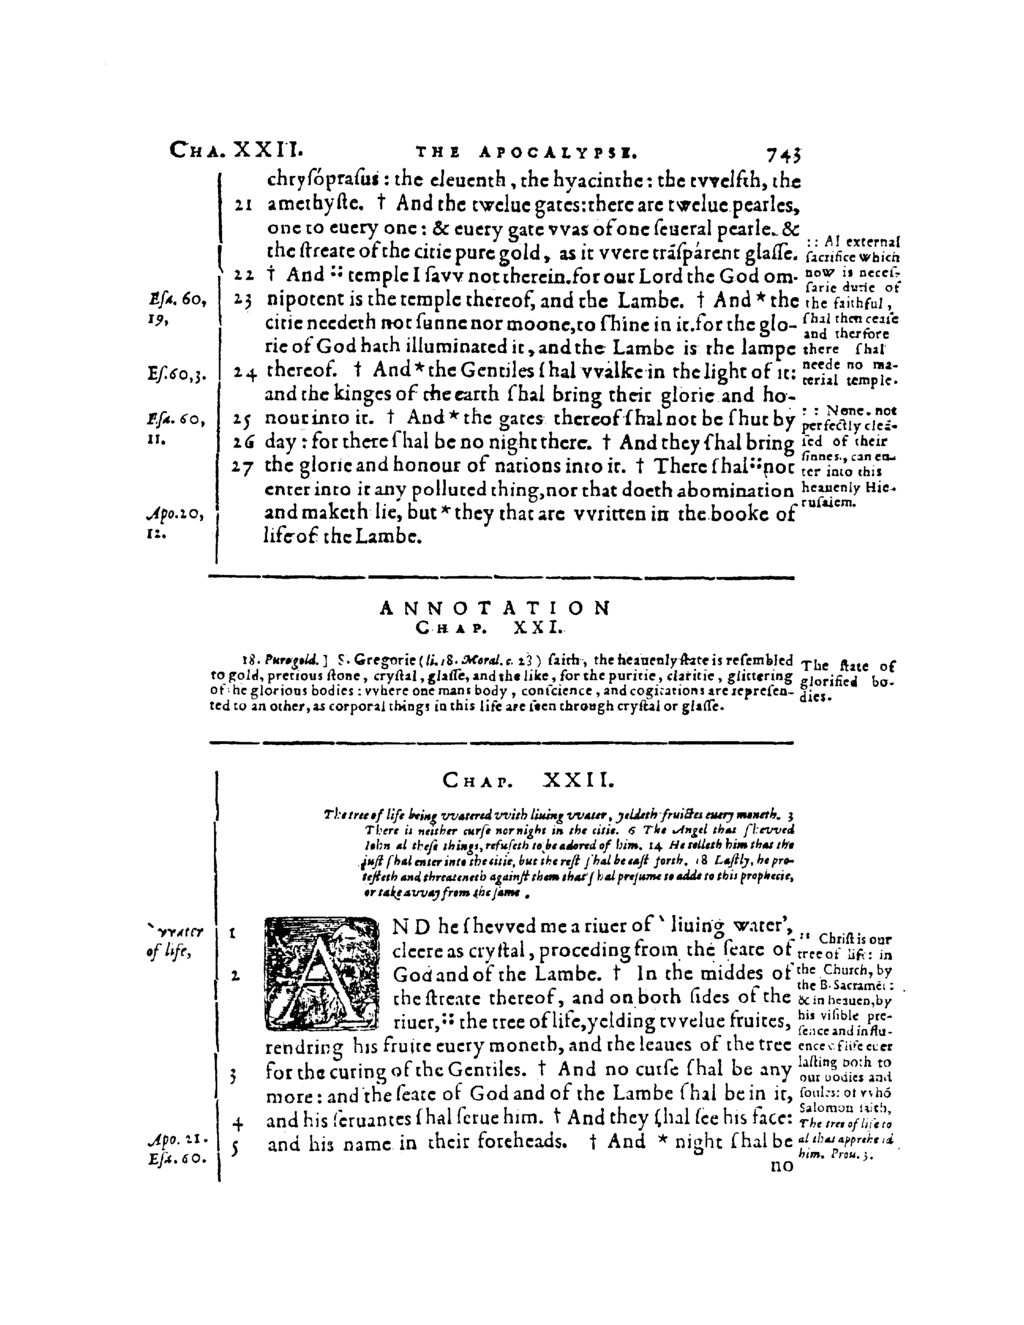 CHA. XXII. THE APOCALYPSE. 743
chryſópraſus: the eleuenth, the hyacinthe: the tvvelfth, the
21 amethyſte. † And the twelue gates: there are twelue pearles,
one to euery one: & euery gate vvas of one ſeueral pearle. &
the ſtreate of the citie pure gold, as it vvere trãſpárent glaſſe.
22 † And :: temple I ſavv not therein. for our Lord the God om-
23 nipotent is the temple thereof, and the Lambe. † And * the
citie needeth not ſunne nor moone, to ſhine in it. for the glo-
rie of God hath illuminated it, and the Lambe is the lampe
24 thereof. † And * the Gentiles ſhal vvalke in the light of it:
and the kinges of the earth ſhal bring their glorie and ho-
25 nour into it. † And * the gates thereof ſhal not be ſhut by
26 day: for there ſhal be no night there. † And they ſhal bring
27 the glorie and honour of nations into it. † There ſhal :: not
enter into it any polluted thing, nor that doeth abomination
and maketh lie, but * they that are vvritten in the booke of
life of the Lambe.
Eſa. 60,
19,
Eſ. 60, 3.
Eſa. 60,
11.
Apo. 20,
12.
:: Al external
ſacrifice which
now is neceſ-
ſarie dutie of
the faithful,
ſhal then ceaſe
and therfore
there ſhal
neede no ma-
terial temple.
:: None, not
perfectly clẽ-
ſed of their
ſinnes, can en-
ter into this
heauenly Hie-
ruſalem.
ANNOTATION
CHAP. XXI.
18. Pure gold. ] S. Gregorie (li. 18. Moral. c. 23) ſaith, the heauenly ſtate is reſembled
to gold, pretious ſtone, cryſtal, glaſſe, and the like, for the puritie, claritie, glittering
of the glorious bodies: vvhere one mans body, conſcience, and cogitations are repreſen-
ted to an other, as corporal things in this life are ſeen through cryſtal or glaſſe.
The ſtate of
glorified bo-
dies.
CHAP. XXII.
The tree of life being vvatered vvith liuing vvater, yeldeth fruictes euery moneth. 3
There is neither curſe nor night in the citie. 6 The Angel that ſhevved
Iohn al theſe things, refuſeth to be adored of him. 14 He telleth him that the
iuſt ſhal enter into the citie, but the reſt ſhal be caſt forth. 18 Laſtly, he pro-
teſteth and threateneth againſt them that ſhal preſume to adde to this prophecie,
or take avvay from the ſame.
1 AND he ſhevved me a riuer of ‵ liuing water',
cleere as cryſtal, proceding from the ſeate of
2 God and of the Lambe. † In the middes of
the ſtreate thereof, and on both ſides of the
riuer, :: the tree of life, yelding tvvelue fruites,
rendring his fruite euery moneth, and the leaues of the tree
3 for the curing of the Gentiles. † And no curſe ſhal be any
more: and the ſeate of God and of the Lambe ſhal be in it,
4 and his ſeruantes ſhal ſerue him. † And they ſhal ſee his face:
5 and his name in their foreheads. † And * night ſhal be
no
‵ vvater
of life,
Apo. 21.
Eſa. 60.
:: Chriſt is our
tree of life: in
the Church, by
the B. Sacramẽt:
& in heauen, by
his viſible pre-
ſence and influ-
ence of life euer
laſting both to
our bodies and
ſoules: of vvhõ
Salomon ſaith,
The tree of life to
al that apprehẽd
him. Prou. 3.